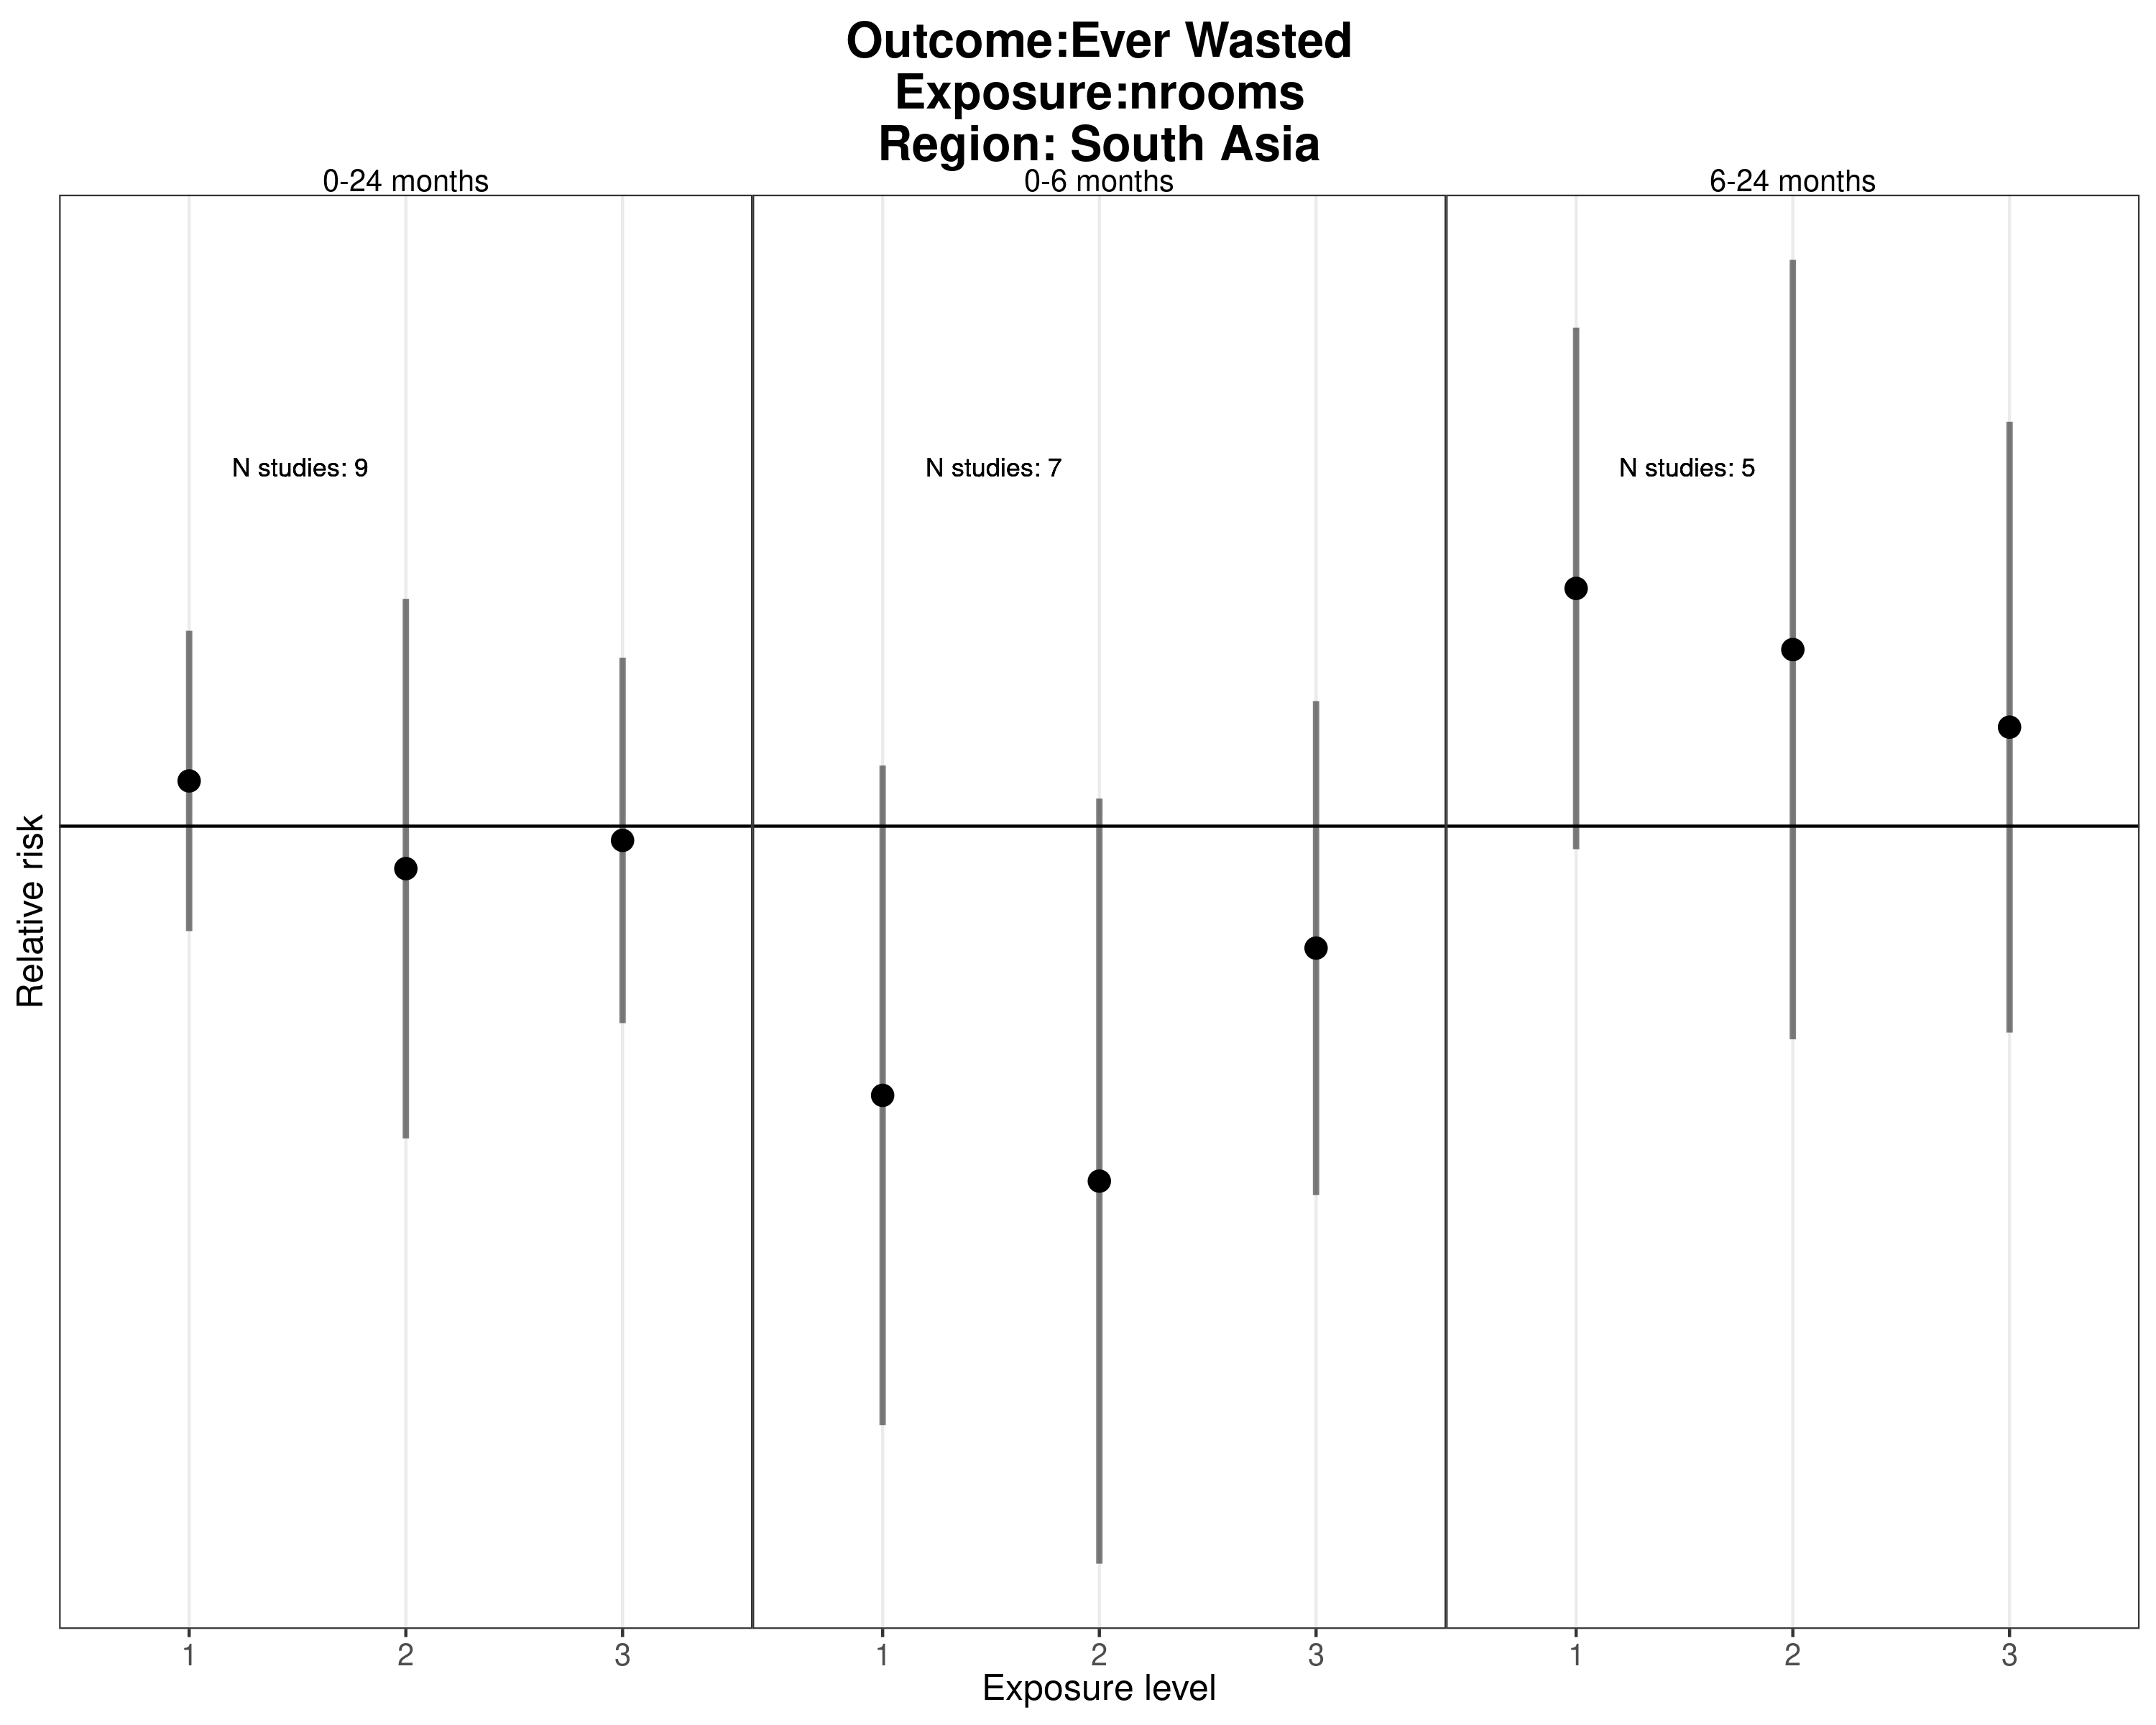 Outcome:Ever Wasted
Exposure:nrooms
Region: South Asia
0-24 months
0-6 months
6-24 months
N studies: 9
N studies: 7
N studies: 5
Relative risk
1 2 3 1 2 3 1 2 3
Exposure level